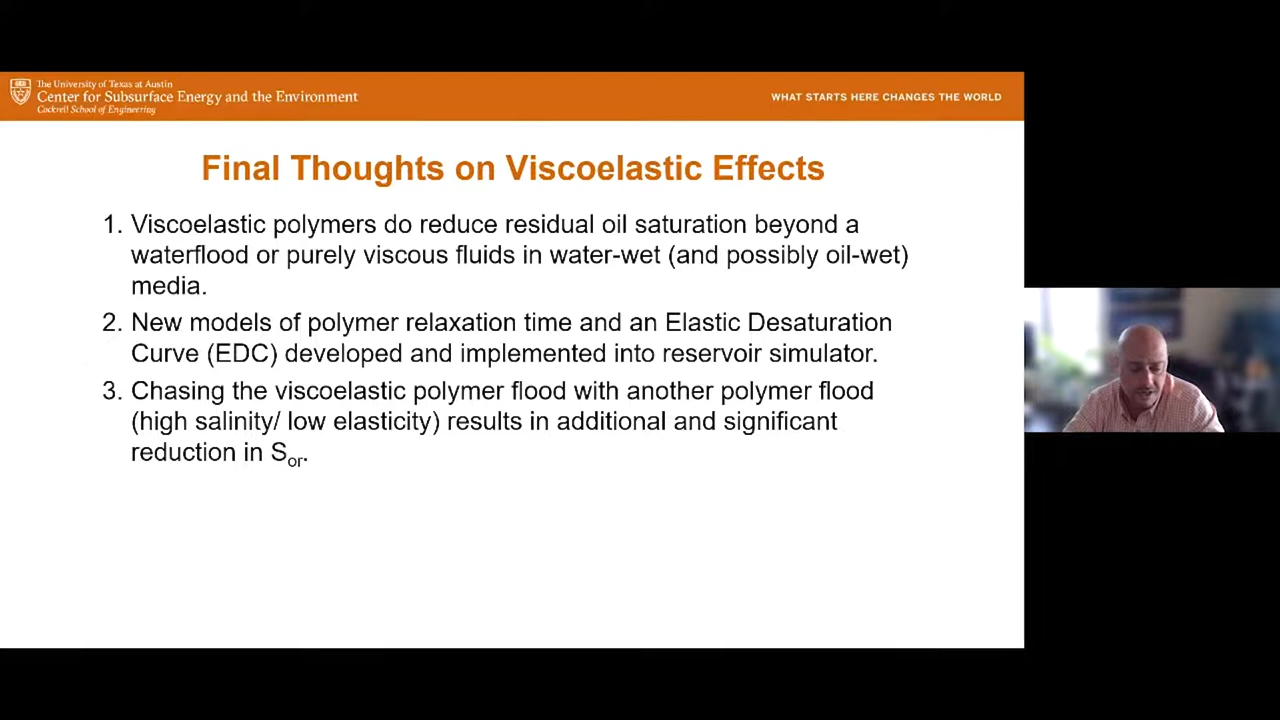 The University of Texas at Austin
Center for Subsurface Energy and the Environment
Cockrell School of Engineering
WHAT STARTS HERE CHANGES THE WORLD
Final Thoughts on Viscoelastic Effects
1. Viscoelastic polymers do reduce residual oil saturation beyond a
waterflood or purely viscous fluids in water-wet (and possibly oil-wet)
media.
2. New models of polymer relaxation time and an Elastic Desaturation
Curve (EDC) developed and implemented into reservoir simulator.
3. Chasing the viscoelastic polymer flood with another polymer flood
(high salinity/ low elasticity) results in additional and significant
reduction in Sor.